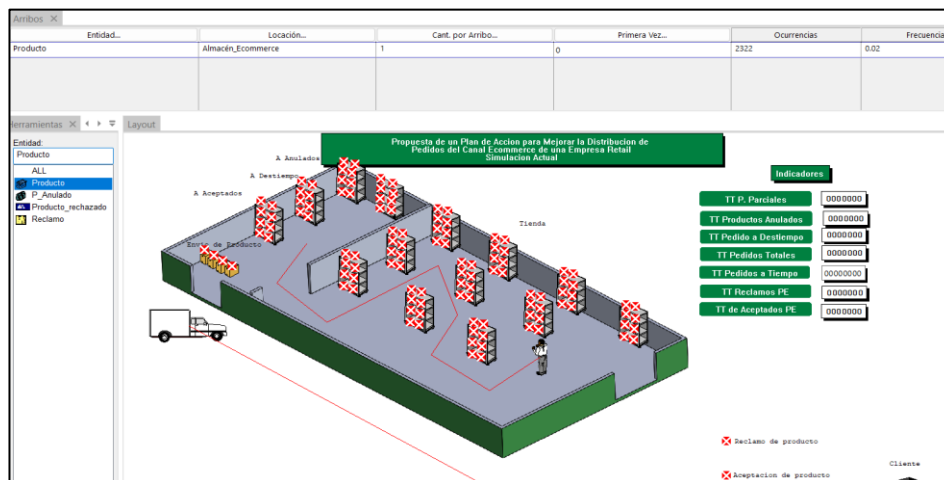 Arribos
Entidad... Locación... Cant. por Arribo... Primera Vez... Ocurrencias Frecuencia
Producto Almacén_Ecommerce 1 0 2322 0.02
Herramientas Layout
Entidad:
Producto
ALL
Producto
P_Anulado
Producto_rechazado
Reclamo
Propuesta de un Plan de Accion para Mejorar la Distribucion de
Pedidos del Canal Ecommerce de una Empresa Retail
Simulacion Actual
A Anulados
A Destiempo
A Aceptados
Envio de Producto
Tienda
Indicadores
TT P. Parciales 0000000
TT Productos Anulados 0000000
TT Pedido a Destiempo 0000000
TT Pedidos Totales 0000000
TT Pedidos a Tiempo 00000000
TT Reclamos PE 0000000
TT de Aceptados PE 0000000
Reclamo de producto
Cliente
Aceptacion de producto